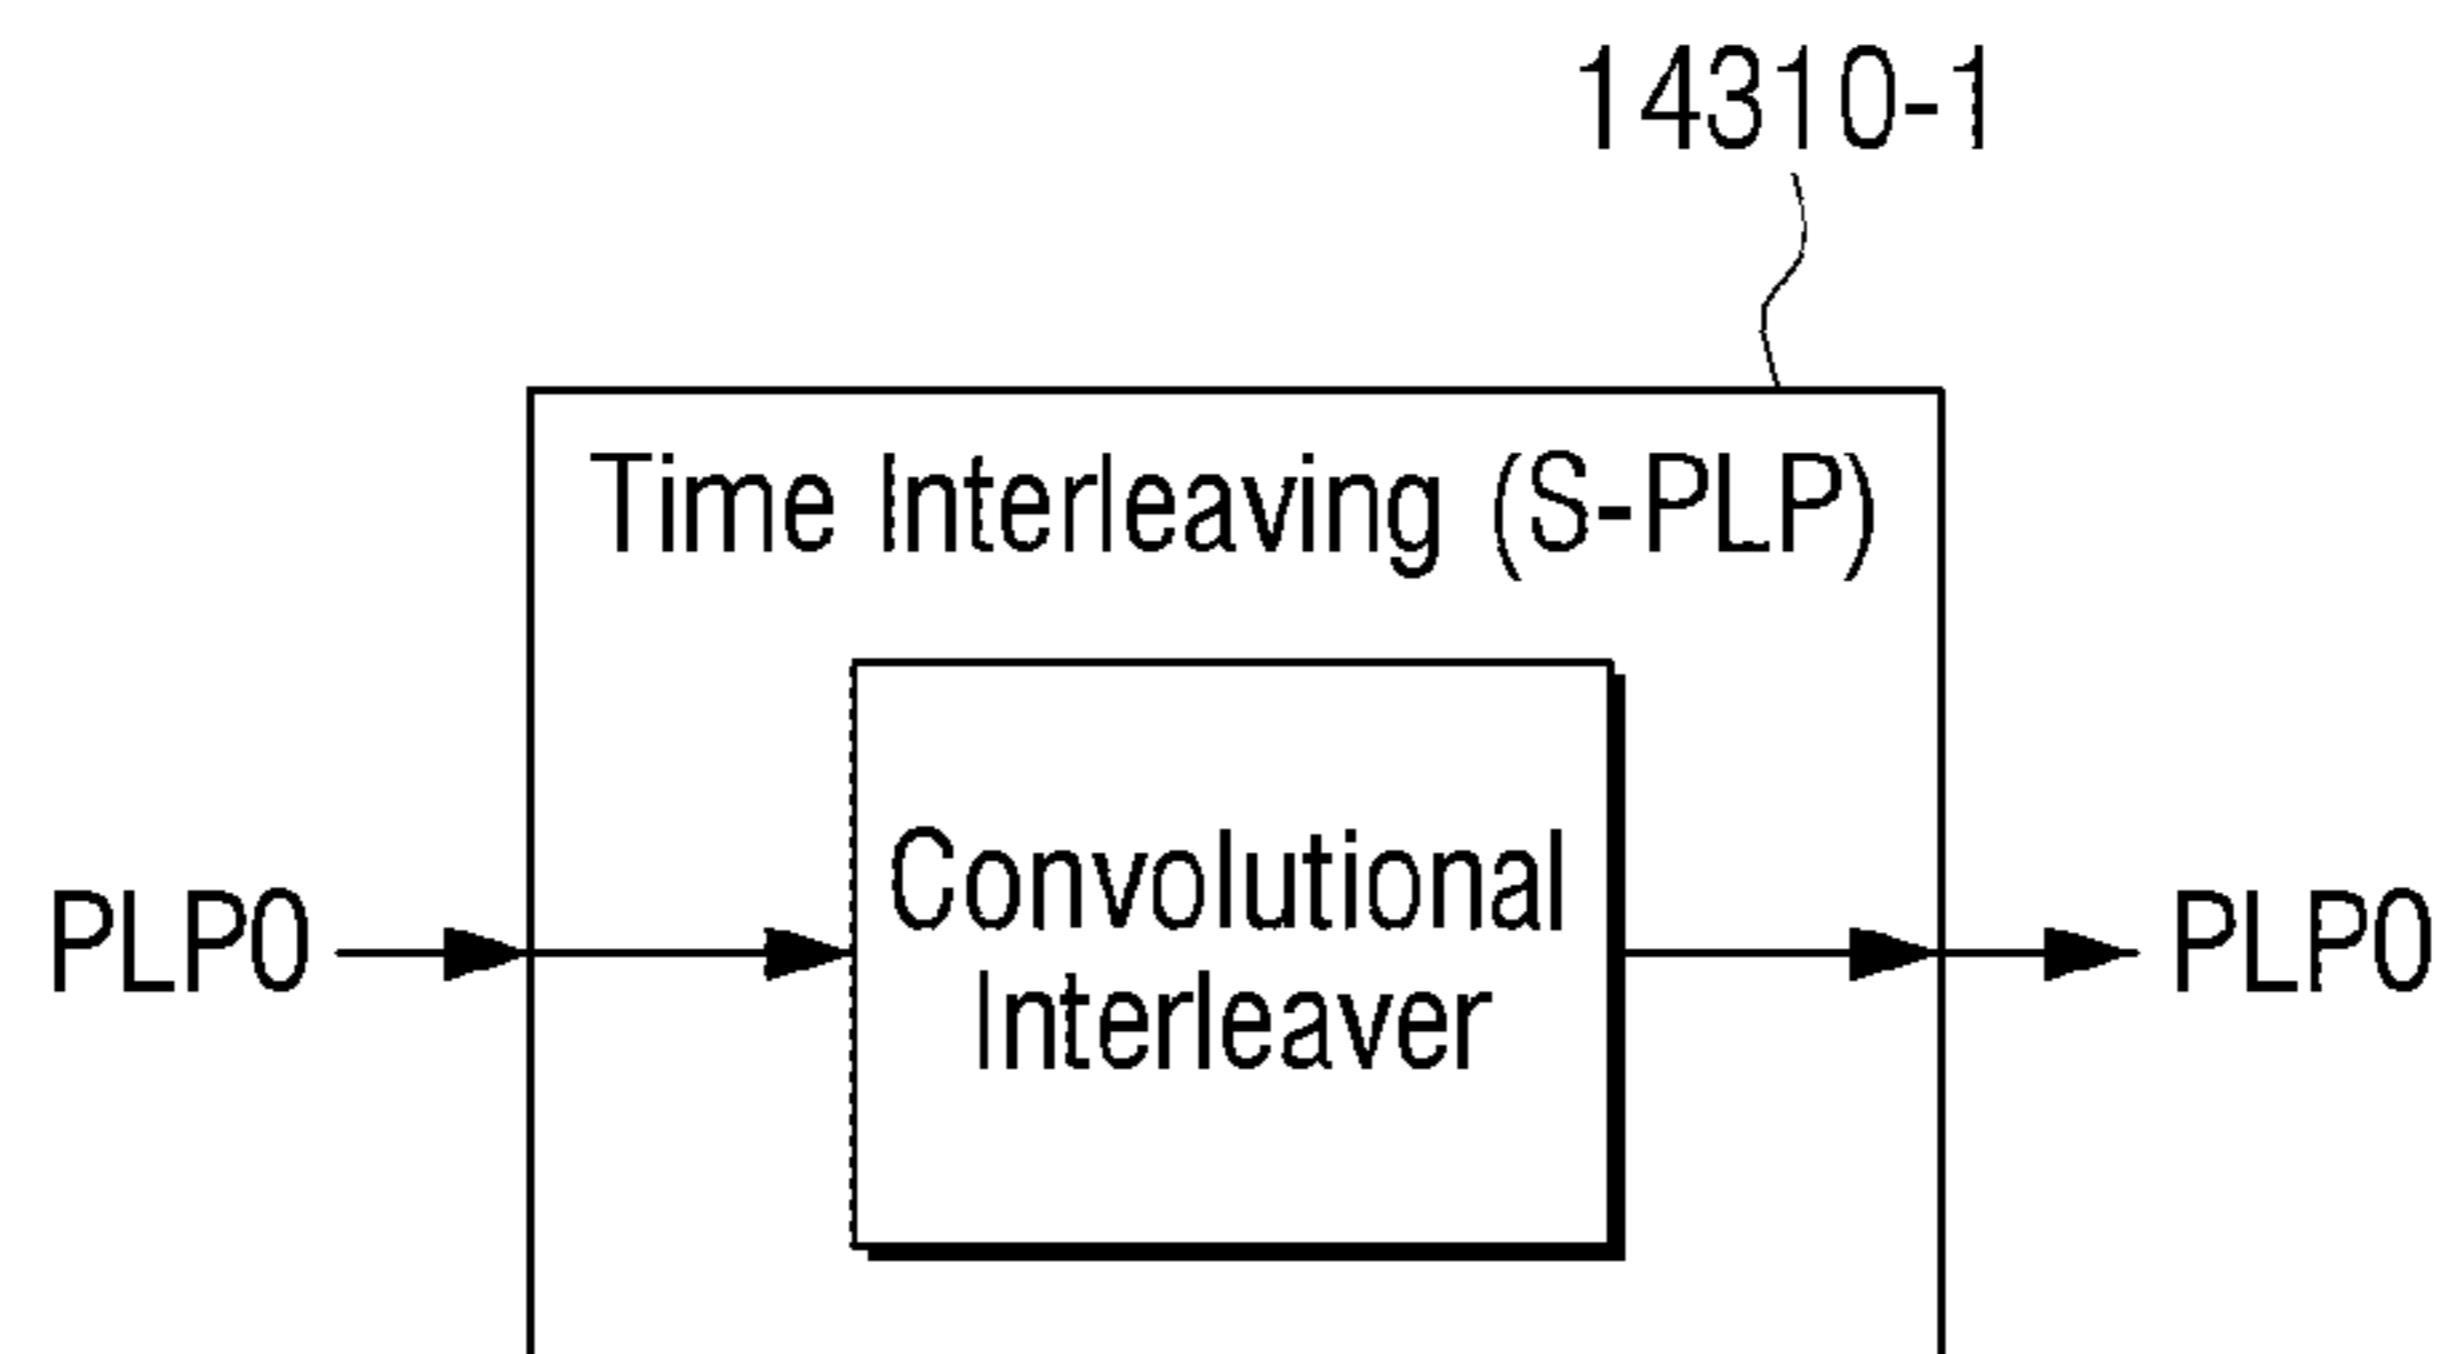 14310-1
Time Interleaving (S-PLP)
PLP0
Convolutional
Interleaver
PLP0